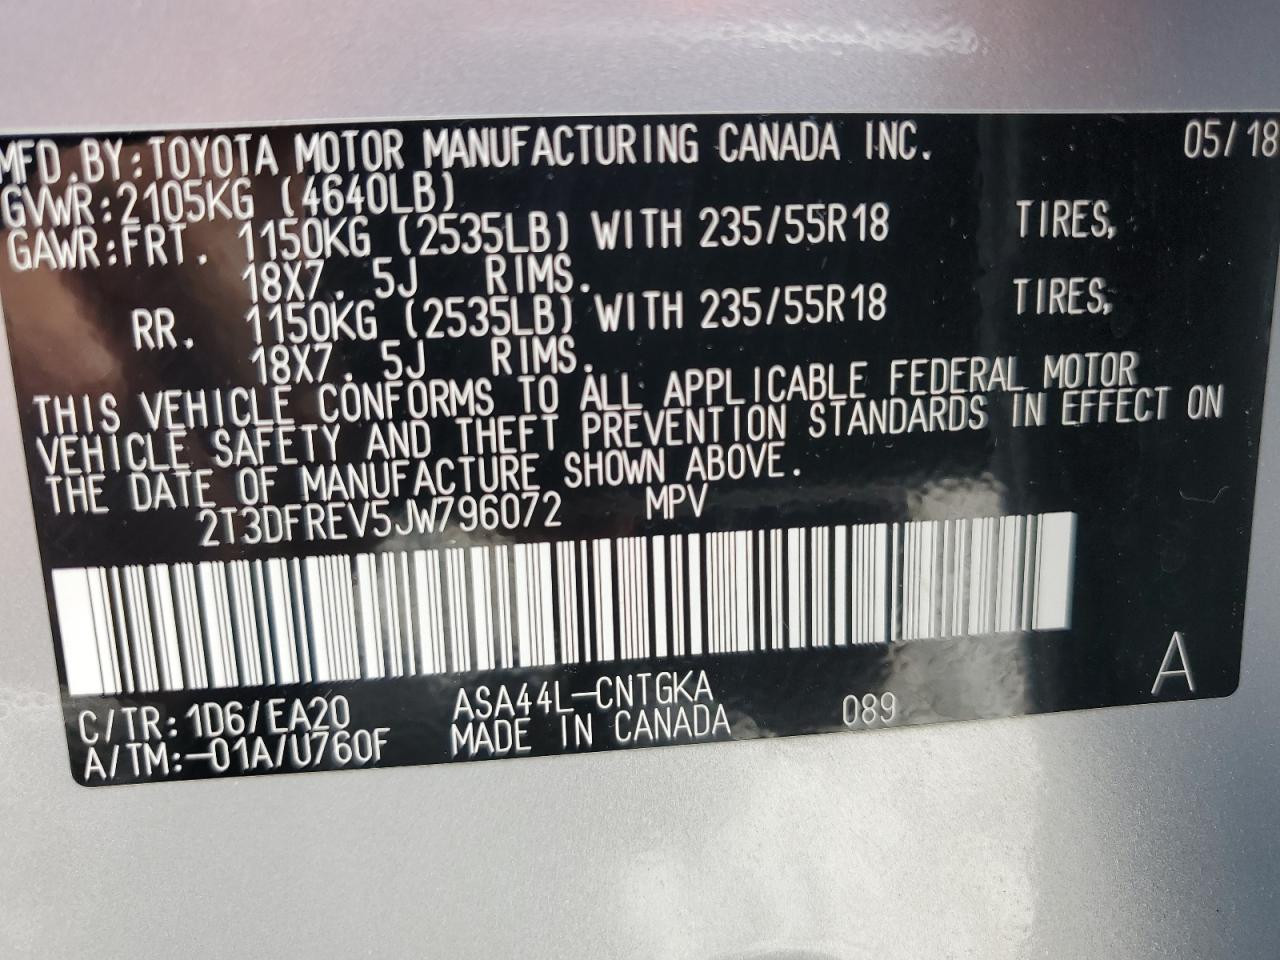 MFD.BY:TOYOTA MOTOR MANUFACTURING CANADA INC. 05/18
GVWR:2105KG (4640LB)
GAWR:FRT. 1150KG (2535LB) WITH 235/55R18 TIRES,
18X7.5J RIMS.
RR. 1150KG (2535LB) WITH 235/55R18 TIRES,
18X7.5J RIMS.
THIS VEHICLE CONFORMS TO ALL APPLICABLE FEDERAL MOTOR
VEHICLE SAFETY AND THEFT PREVENTION STANDARDS IN EFFECT ON
THE DATE OF MANUFACTURE SHOWN ABOVE.
2T3DFREV5JW796072 MPV
A
C/TR:1D6/EA20 ASA44L-CNTGKA 089
A/TM:-01A/U760F MADE IN CANADA